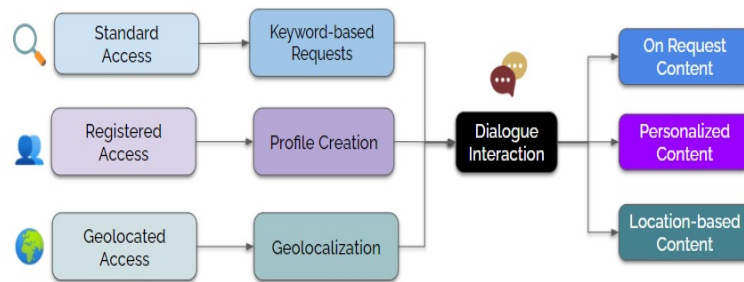 Standard
Access
Keyword-based
Requests
On Request
Content
Registered
Access
Profile Creation
Dialogue
Interaction
Personalized
Content
Geolocated
Access
Geolocalization
Location-based
Content